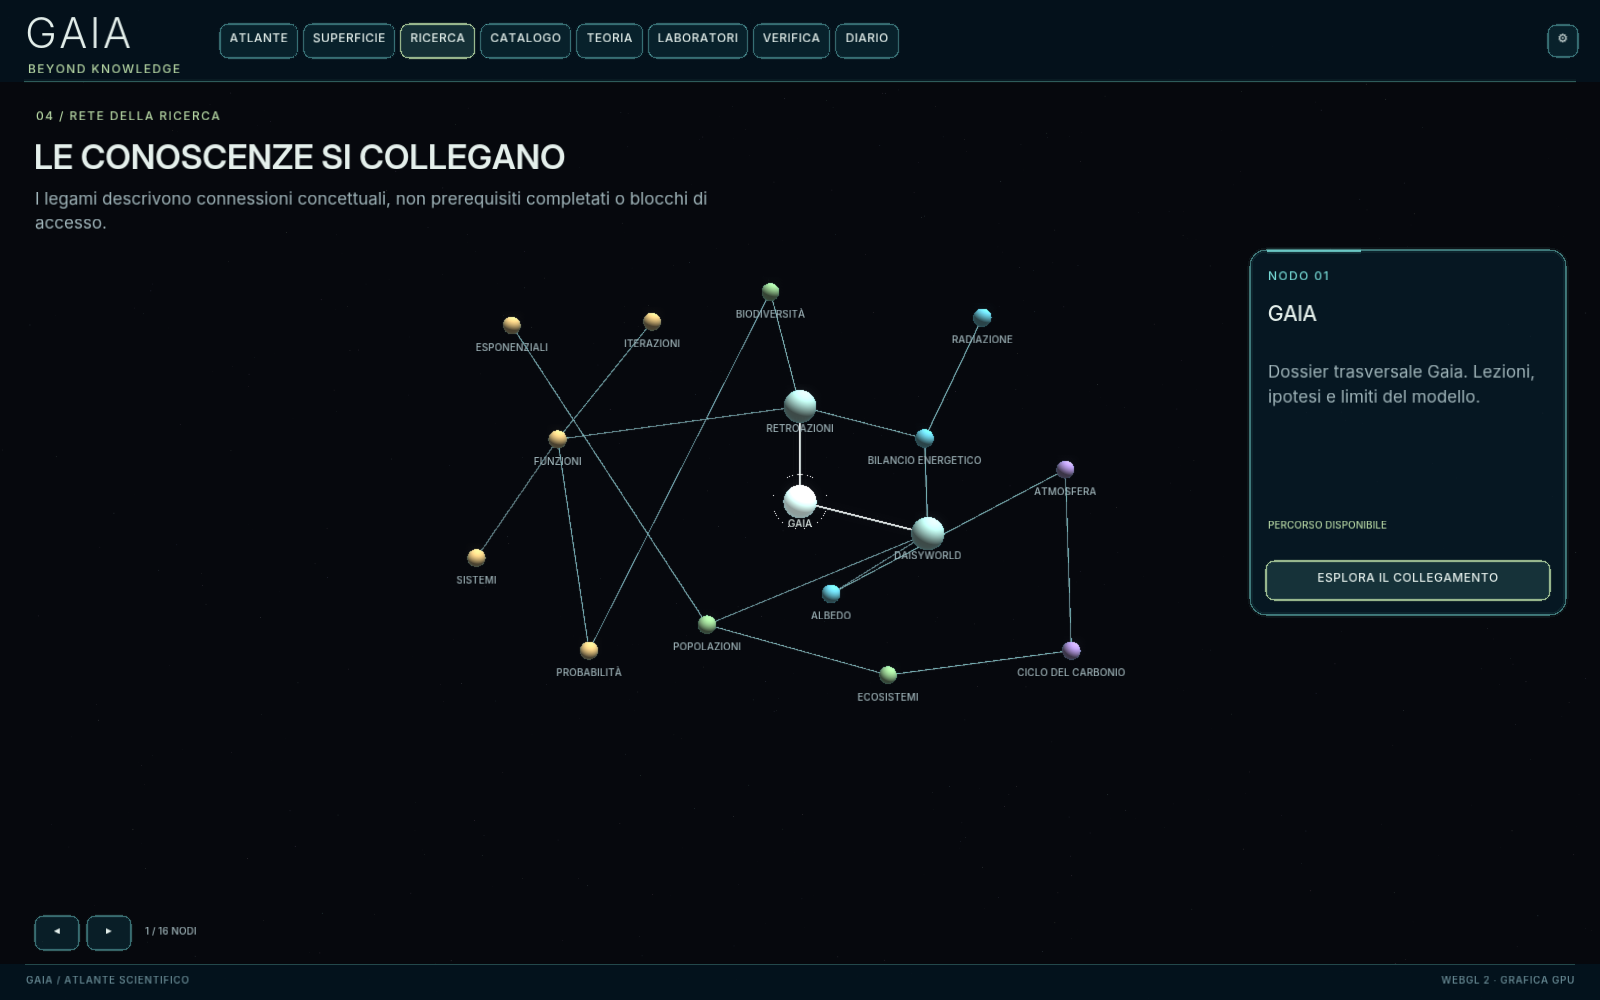 GAIA
BEYOND KNOWLEDGE
ATLANTE
SUPERFICIE
RICERCA
CATALOGO
TEORIA
LABORATORI
VERIFICA
DIARIO
04 / RETE DELLA RICERCA
LE CONOSCENZE SI COLLEGANO
I legami descrivono connessioni concettuali, non prerequisiti completati o blocchi di
accesso.
BIODIVERSITÀ
ESPONENZIALI
ITERAZIONI
RADIAZIONE
RETROAZIONI
FUNZIONI
BILANCIO ENERGETICO
ATMOSFERA
GAIA
DAISYWORLD
SISTEMI
ALBEDO
POPOLAZIONI
PROBABILITÀ
CICLO DEL CARBONIO
ECOSISTEMI
NODO 01
GAIA
Dossier trasversale Gaia. Lezioni,
ipotesi e limiti del modello.
PERCORSO DISPONIBILE
ESPLORA IL COLLEGAMENTO
1 / 16 NODI
GAIA / ATLANTE SCIENTIFICO
WEBGL 2 · GRAFICA GPU